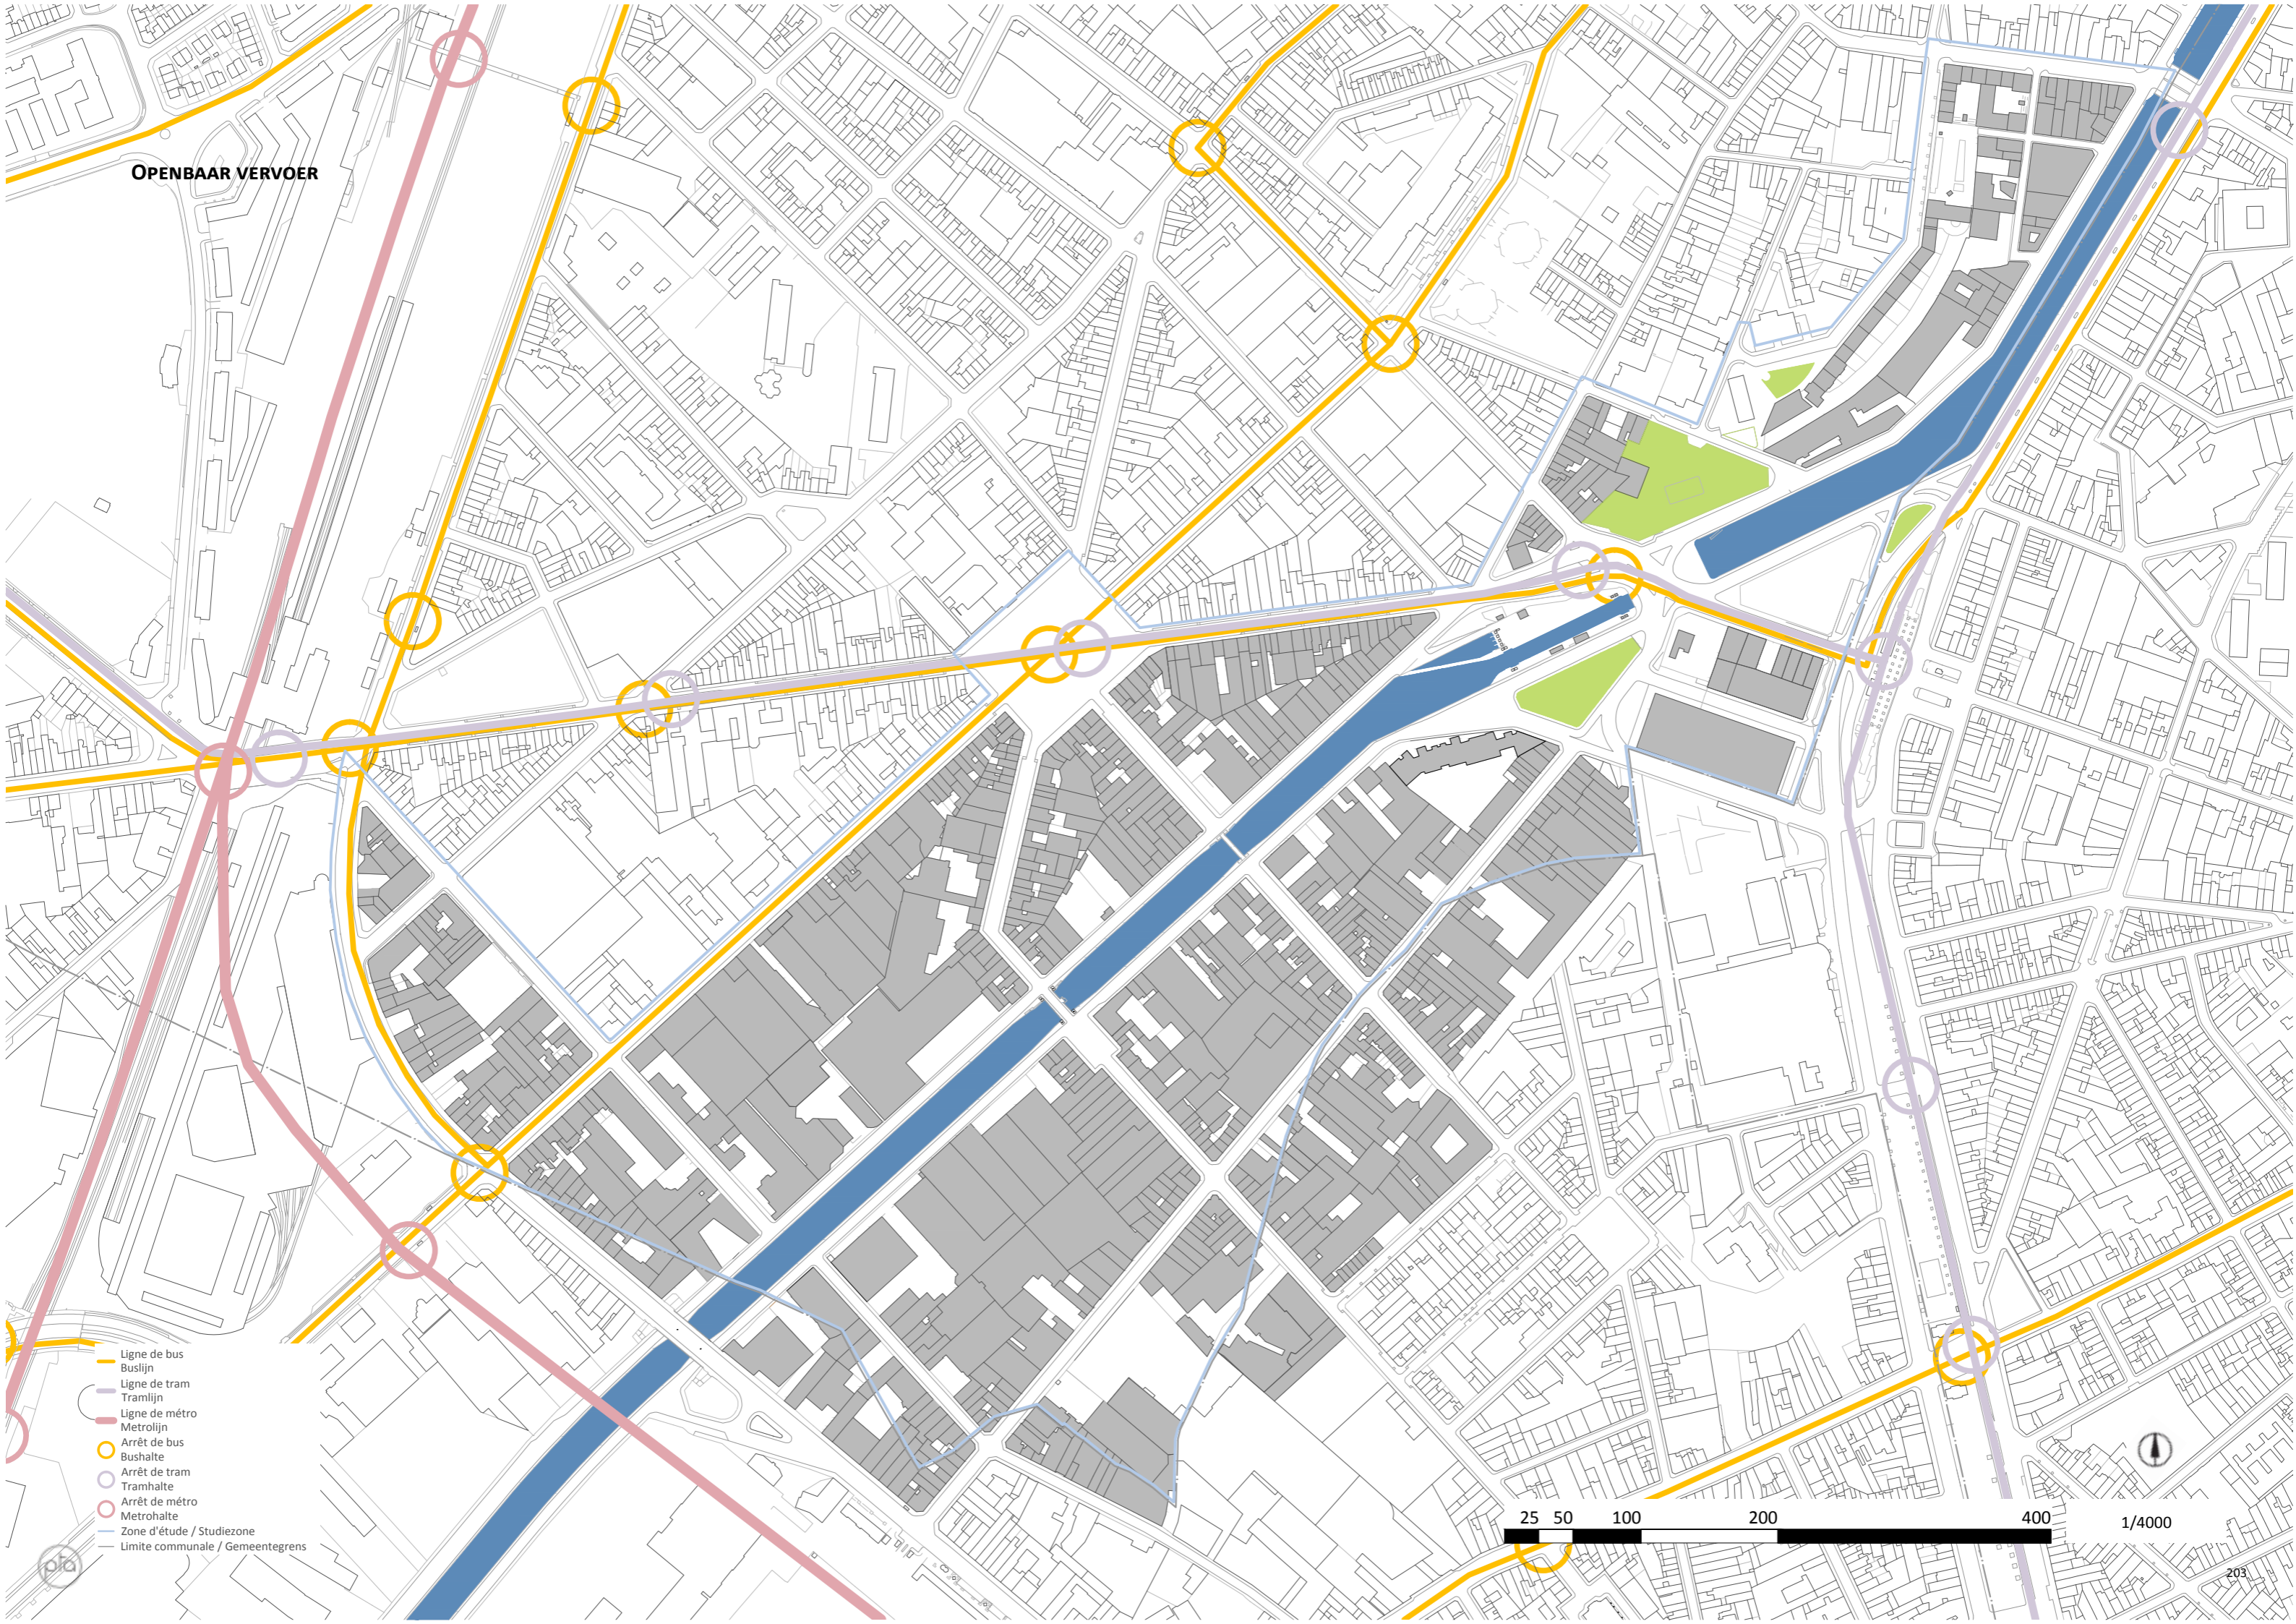 OPENBAAR VERVOER
Ligne de bus
Buslijn
Ligne de tram
Tramlijn
Ligne de métro
Metrolijn
Arrêt de bus
Bushalte
Arrêt de tram
Tramhalte
Arrêt de métro
Metrohalte
Zone d'étude / Studiezone
Limite communale / Gemeentegrens
pta
25 50 100 200 400
1/4000
203